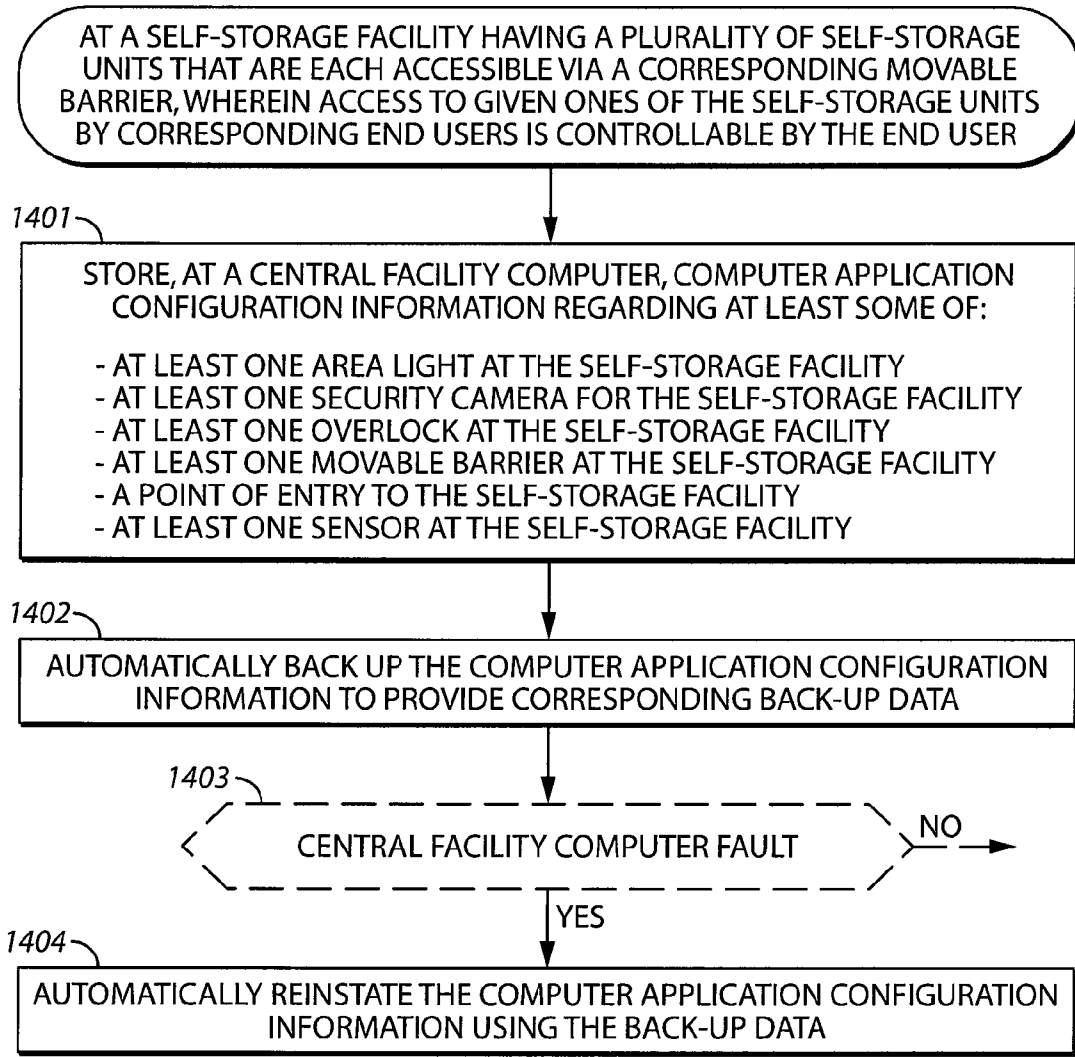 AT A SELF-STORAGE FACILITY HAVING A PLURALITY OF SELF-STORAGE
UNITS THAT ARE EACH ACCESSIBLE VIA A CORRESPONDING MOVABLE
BARRIER, WHEREIN ACCESS TO GIVEN ONES OF THE SELF-STORAGE UNITS
BY CORRESPONDING END USERS IS CONTROLLABLE BY THE END USER
1401
STORE, AT A CENTRAL FACILITY COMPUTER, COMPUTER APPLICATION
CONFIGURATION INFORMATION REGARDING AT LEAST SOME OF:
- AT LEAST ONE AREA LIGHT AT THE SELF-STORAGE FACILITY
- AT LEAST ONE SECURITY CAMERA FOR THE SELF-STORAGE FACILITY
- AT LEAST ONE OVERLOCK AT THE SELF-STORAGE FACILITY
- AT LEAST ONE MOVABLE BARRIER AT THE SELF-STORAGE FACILITY
- A POINT OF ENTRY TO THE SELF-STORAGE FACILITY
- AT LEAST ONE SENSOR AT THE SELF-STORAGE FACILITY
1402
AUTOMATICALLY BACK UP THE COMPUTER APPLICATION CONFIGURATION
INFORMATION TO PROVIDE CORRESPONDING BACK-UP DATA
1403
CENTRAL FACILITY COMPUTER FAULT
NO
YES
1404
AUTOMATICALLY REINSTATE THE COMPUTER APPLICATION CONFIGURATION
INFORMATION USING THE BACK-UP DATA